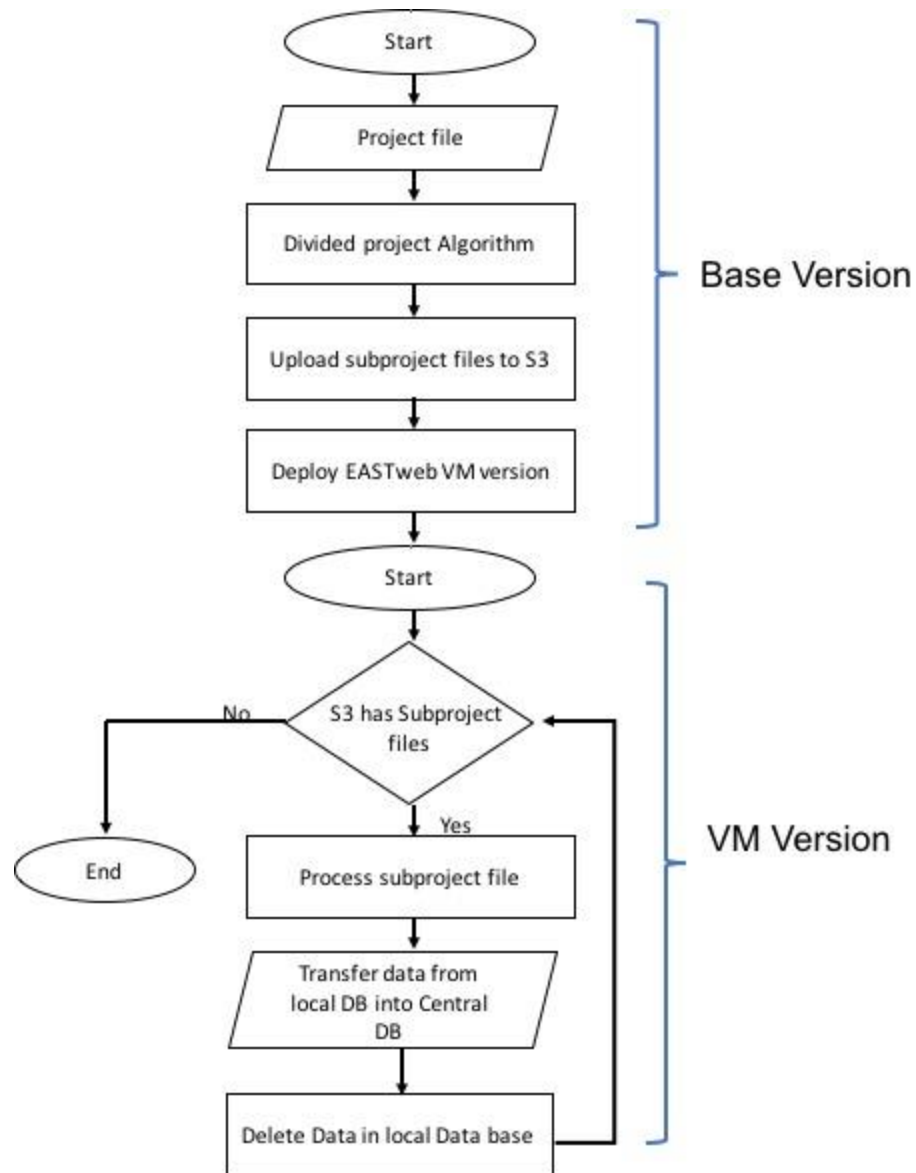 Start
Project file
Divided project Algorithm
Base Version
Upload subproject files to S3
Deploy EASTweb VM version
Start
S3 has Subproject
files
No
Yes
VM Version
End
Process subproject file
Transfer data from
local DB into Central
DB
Delete Data in local Data base